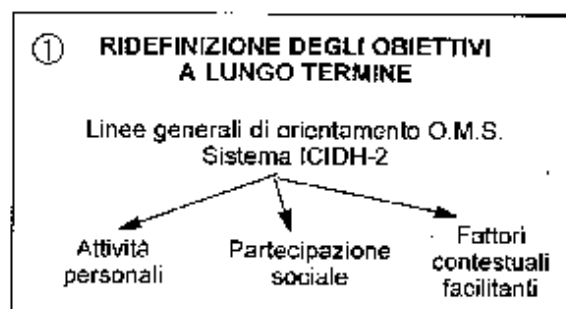 ① RIDEFINIZIONE DEGLI OBIETTIVI
A LUNGO TERMINE
Linee generali di orientamento O.M.S.
Sistema ICIDH-2
Attività
personali
Partecipazione
sociale
Fattori
contestuali
facilitanti